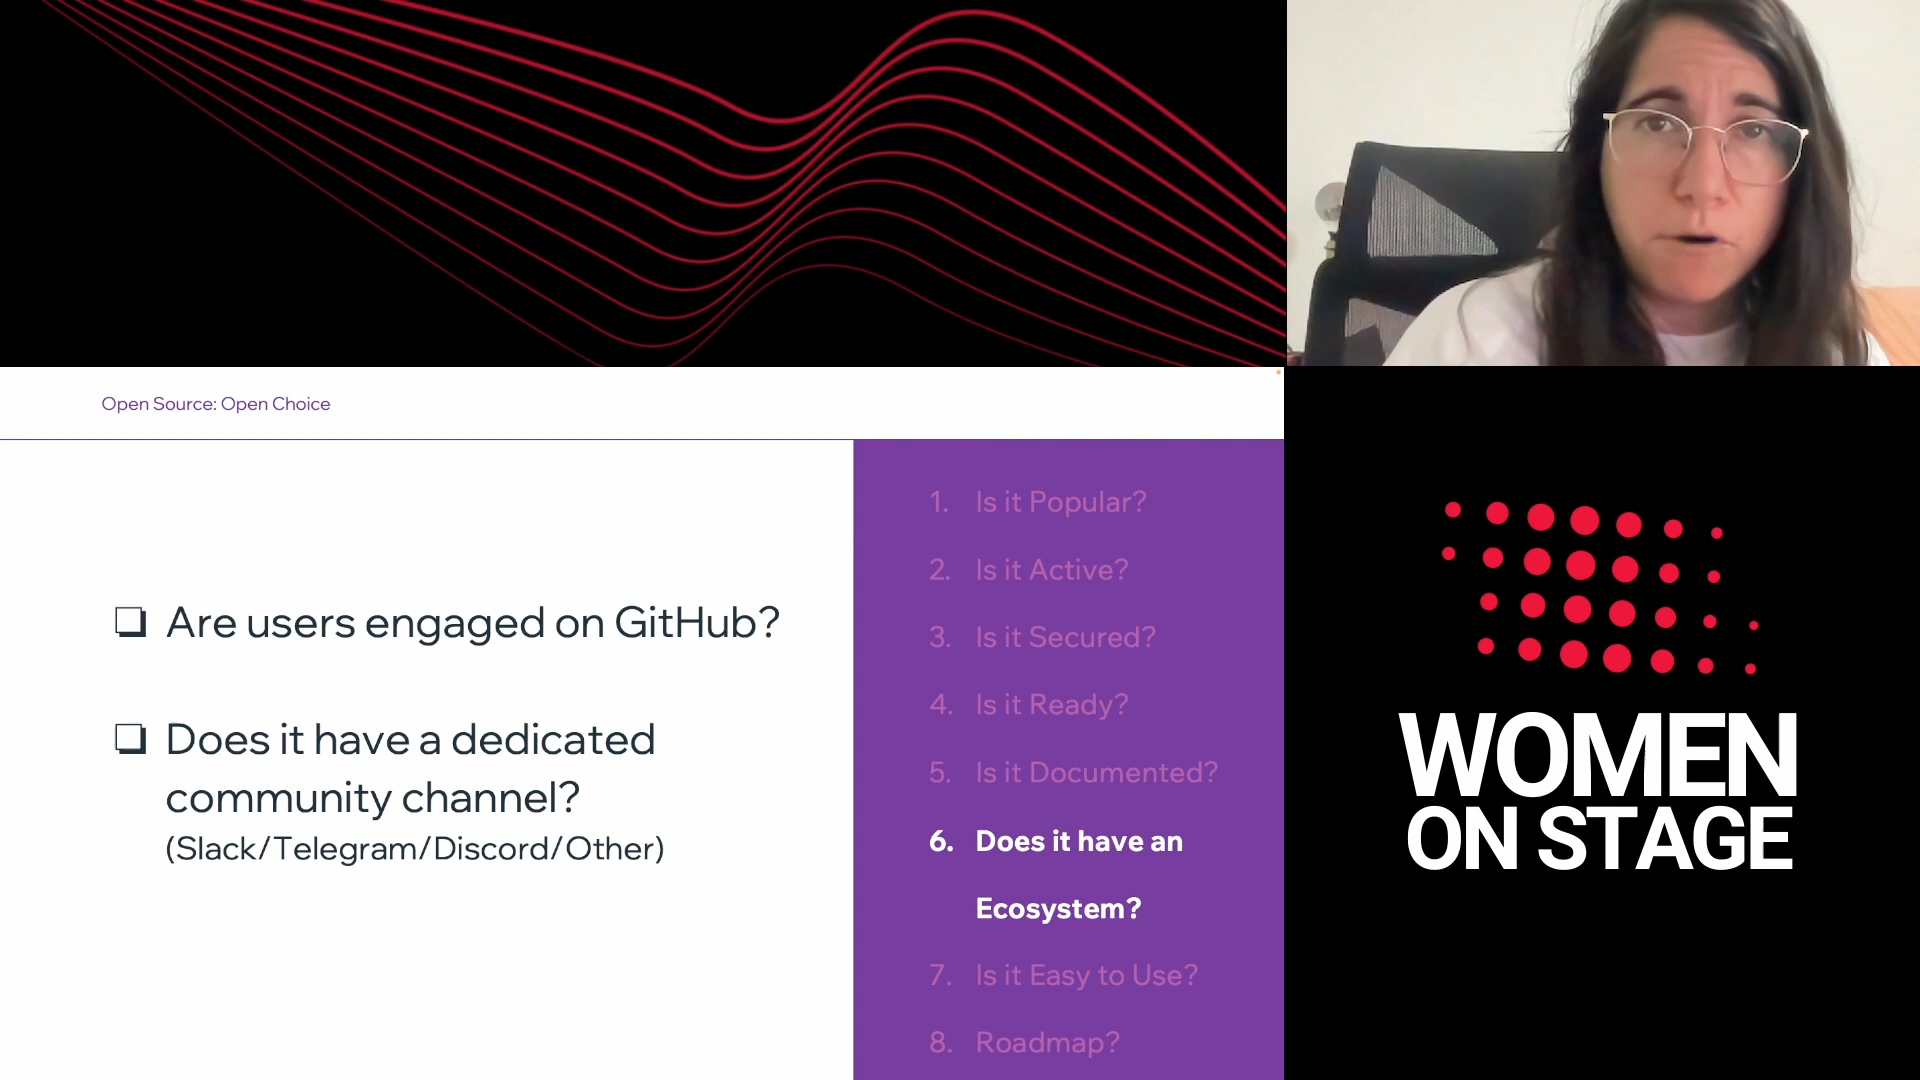 Open Source: Open Choice
❏ Are users engaged on GitHub?
❏ Does it have a dedicated
community channel?
(Slack/Telegram/Discord/Other)
1. Is it Popular?
2. Is it Active?
3. Is it Secured?
4. Is it Ready?
5. Is it Documented?
6. Does it have an
Ecosystem?
7. Is it Easy to Use?
8. Roadmap?
WOMEN
ON STAGE